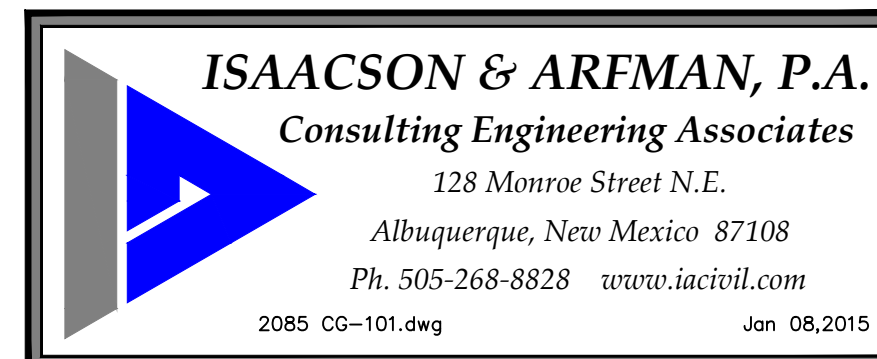 ISAACSON & ARFMAN, P.A.
Consulting Engineering Associates
128 Monroe Street N.E.
Albuquerque, New Mexico 87108
Ph. 505-268-8828 www.iacivil.com
2085 CG-101.dwg Jan 08,2015